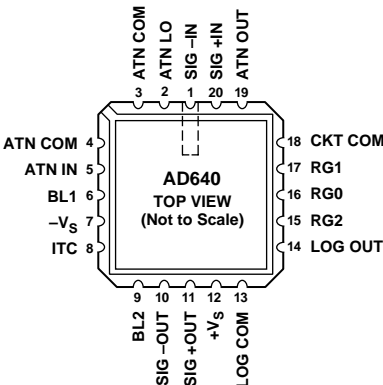 ATN COM
ATN LO
SIG –IN
SIG +IN
ATN OUT
3 2 1 20 19
ATN COM 4
ATN IN 5
BL1 6
–VS 7
ITC 8
AD640
TOP VIEW
(Not to Scale)
18 CKT COM
17 RG1
16 RG0
15 RG2
14 LOG OUT
9 10 11 12 13
BL2
SIG –OUT
SIG +OUT
+VS
LOG COM